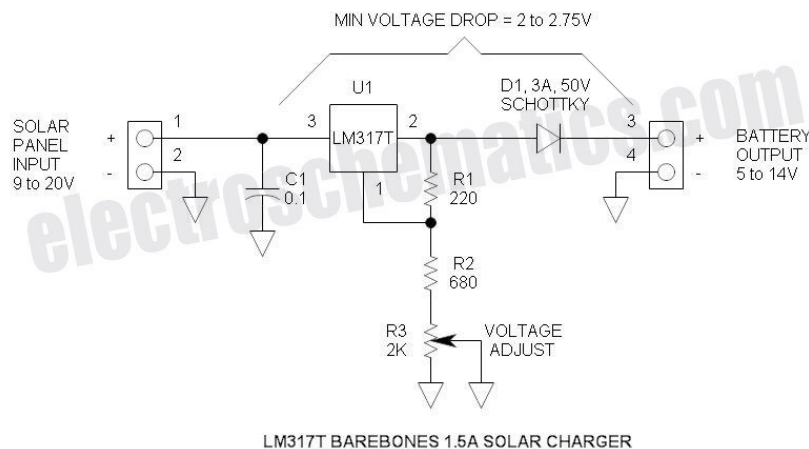 MIN VOLTAGE DROP = 2 to 2.75V
U1
D1, 3A, 50V
SCHOTTKY
SOLAR
PANEL
INPUT
9 to 20V
+
-
1
2
3
LM317T
2
1
C1
0.1
R1
220
3
4
+
-
BATTERY
OUTPUT
5 to 14V
R2
680
R3
2K
VOLTAGE
ADJUST
electroschematics.com
LM317T BAREBONES 1.5A SOLAR CHARGER